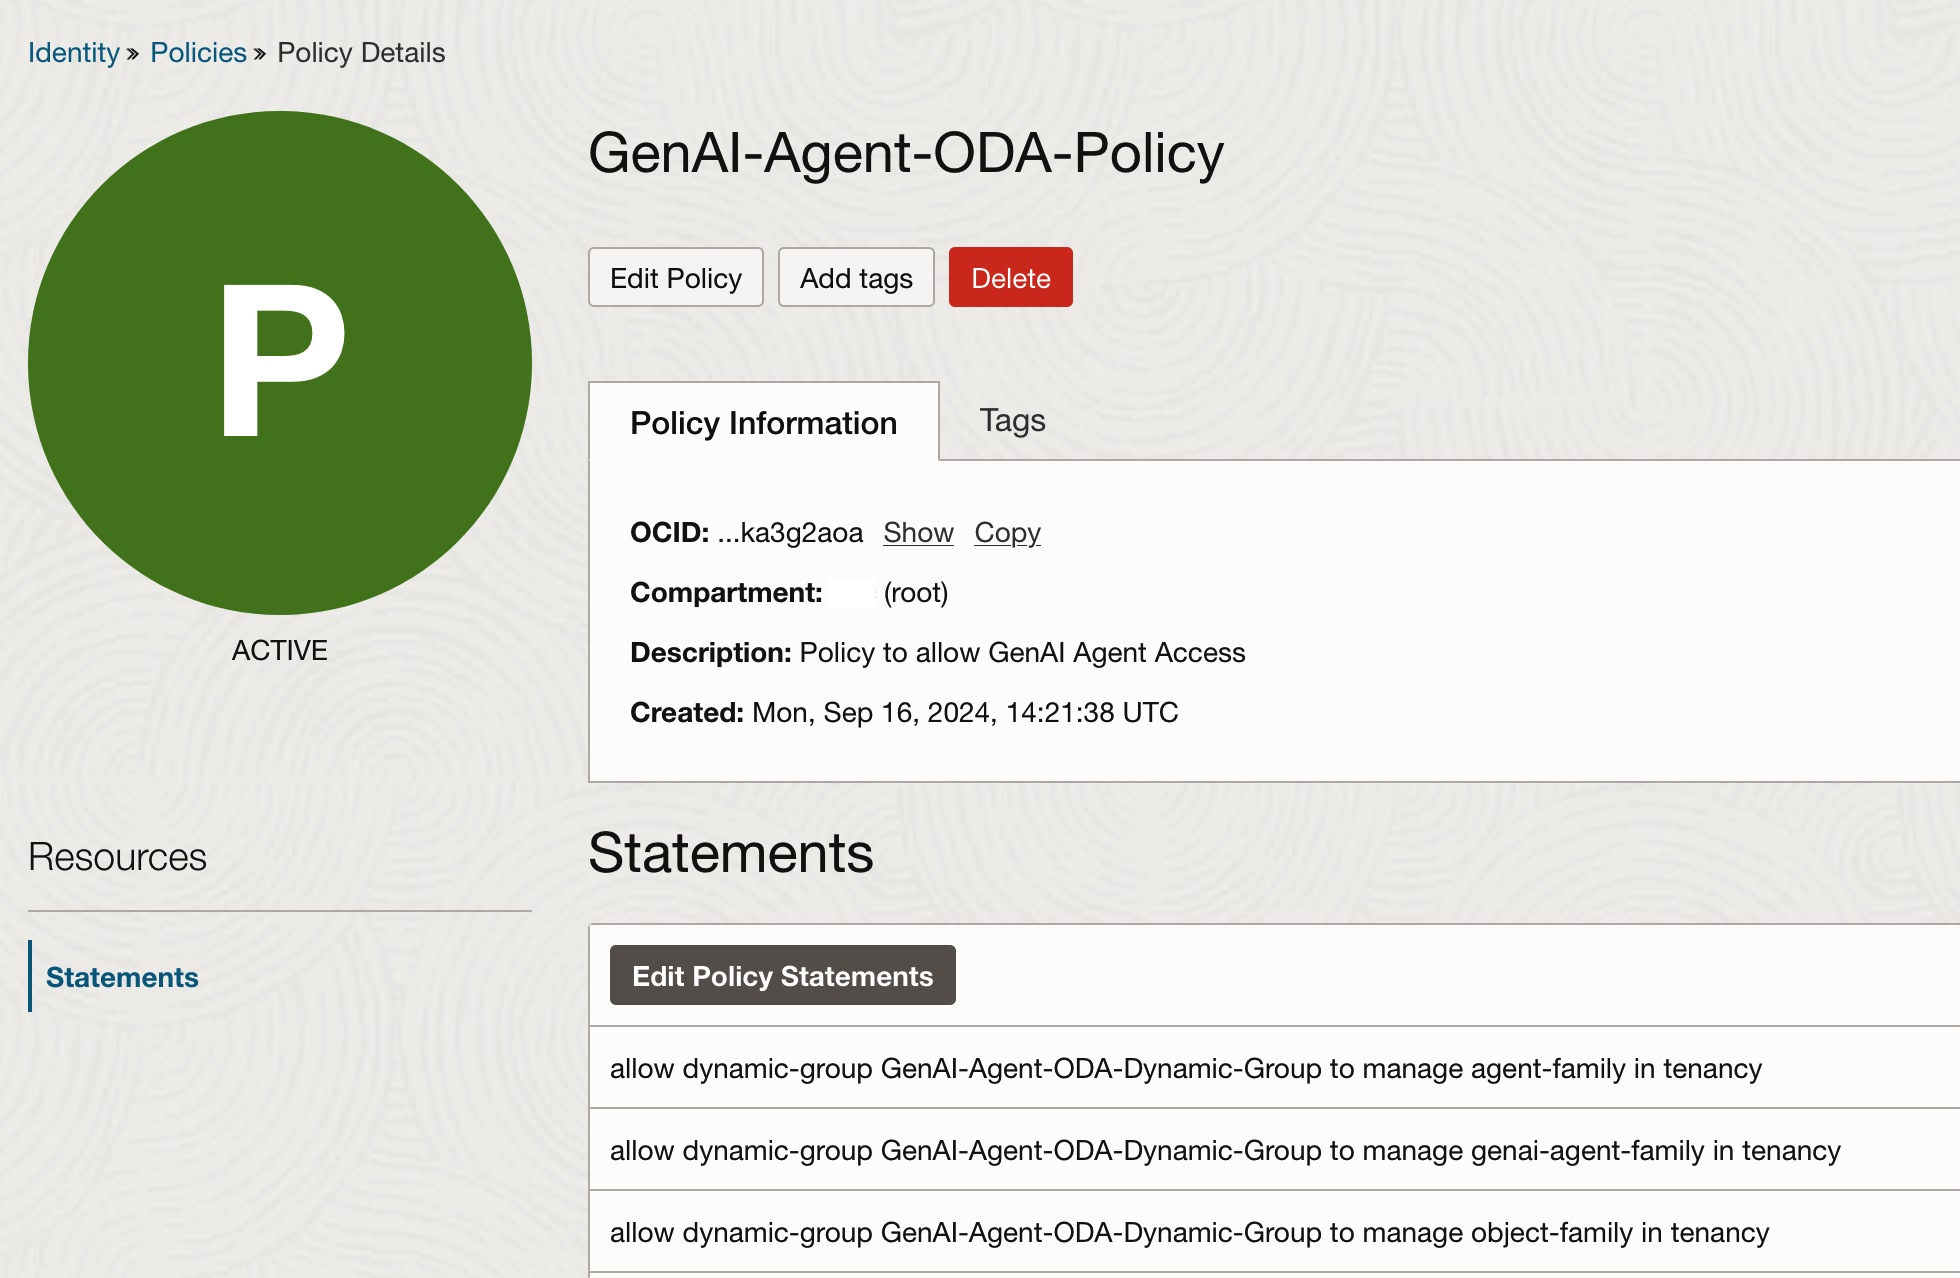 Identity » Policies » Policy Details
P
ACTIVE
GenAI-Agent-ODA-Policy
Edit Policy
Add tags
Delete
Policy Information
Tags
OCID: ...ka3g2aoa Show Copy
Compartment: (root)
Description: Policy to allow GenAI Agent Access
Created: Mon, Sep 16, 2024, 14:21:38 UTC
Resources
Statements
Statements
Edit Policy Statements
allow dynamic-group GenAI-Agent-ODA-Dynamic-Group to manage agent-family in tenancy
allow dynamic-group GenAI-Agent-ODA-Dynamic-Group to manage genai-agent-family in tenancy
allow dynamic-group GenAI-Agent-ODA-Dynamic-Group to manage object-family in tenancy